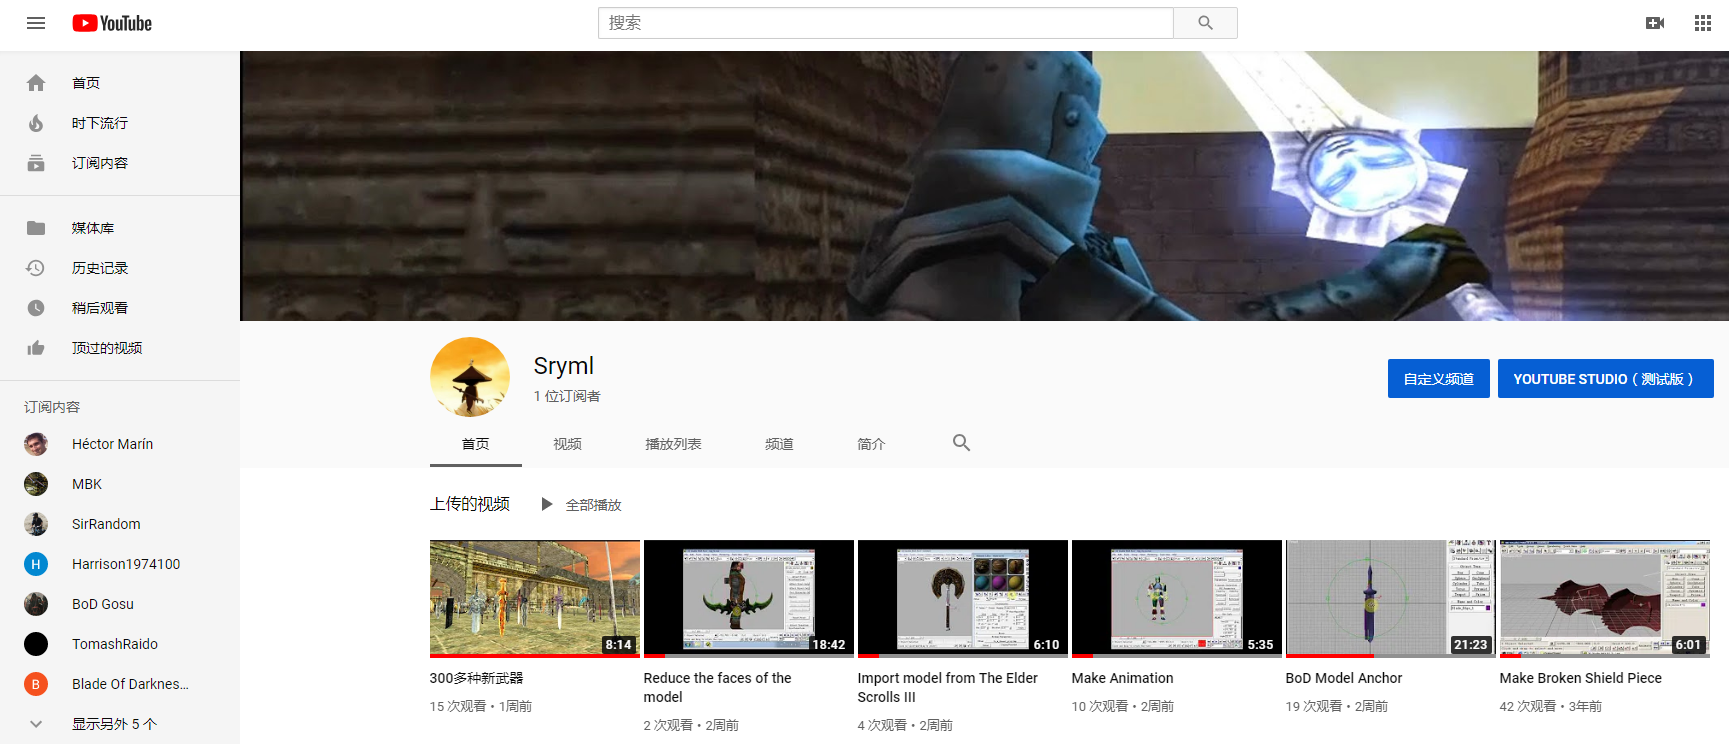 YouTube
搜索
首页
时下流行
订阅内容
媒体库
历史记录
稍后观看
顶过的视频
订阅内容
Héctor Marín
MBK
SirRandom
H
Harrison1974100
BoD Gosu
TomashRaido
B
Blade Of Darknes...
显示另外 5 个
Sryml
1 位订阅者
自定义频道
YOUTUBE STUDIO（测试版）
首页
视频
播放列表
频道
简介
上传的视频
全部播放
8:14
300多种新武器
15 次观看 • 1周前
18:42
Reduce the faces of the
model
2 次观看 • 2周前
6:10
Import model from The Elder
Scrolls III
4 次观看 • 2周前
5:35
Make Animation
10 次观看 • 2周前
21:23
BoD Model Anchor
19 次观看 • 2周前
6:01
Make Broken Shield Piece
42 次观看 • 3年前